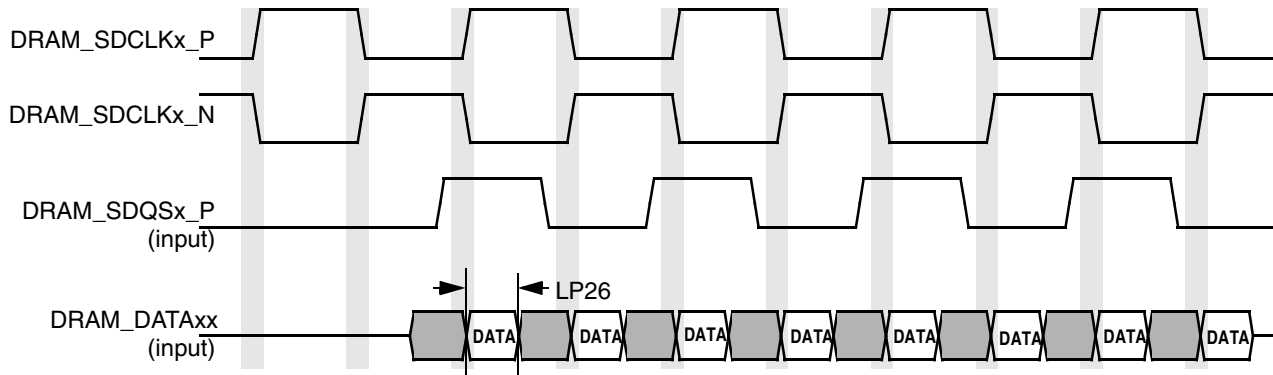 DRAM_SDCLKx_P
DRAM_SDCLKx_N
DRAM_SDQSx_P
(input)
LP26
DRAM_DATAxx
(input)
DATA DATA DATA DATA DATA DATA DATA DATA